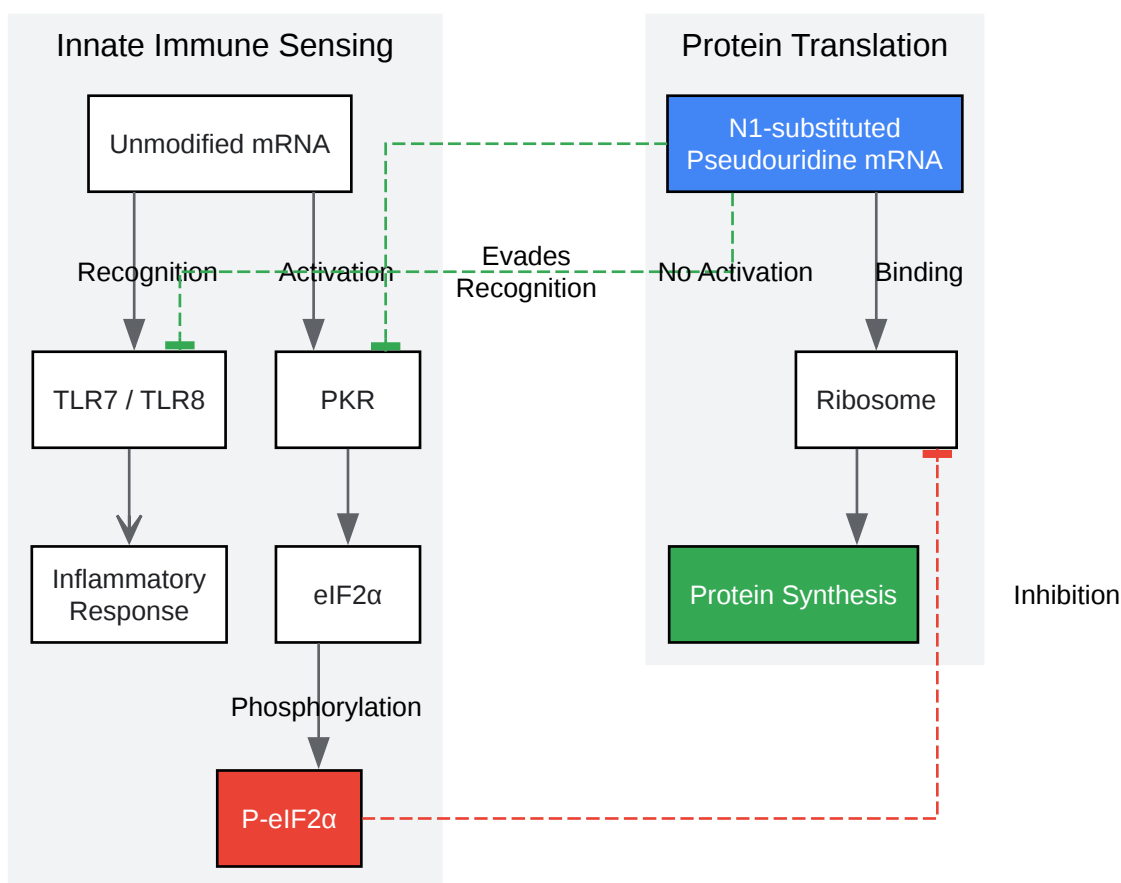 Innate Immune Sensing
Protein Translation
Unmodified mRNA
N1-substituted
Pseudouridine mRNA
Recognition
Activation
Evades
Recognition
No Activation
Binding
TLR7 / TLR8
PKR
Ribosome
Inflammatory
Response
eIF2α
Protein Synthesis
Inhibition
Phosphorylation
P-eIF2α